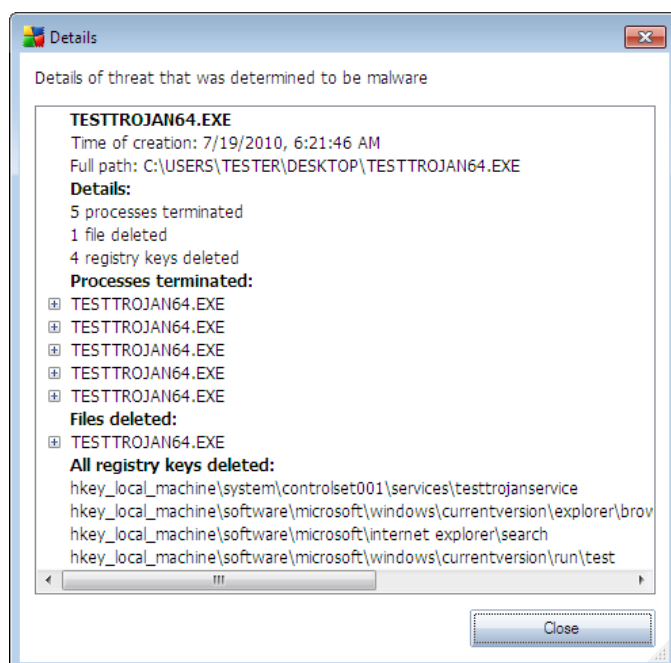 Details
Details of threat that was determined to be malware
TESTTROJAN64.EXE
Time of creation: 7/19/2010, 6:21:46 AM
Full path: C:\USERS\TESTER\DESKTOP\TESTTROJAN64.EXE
Details:
5 processes terminated
1 file deleted
4 registry keys deleted
Processes terminated:
TESTTROJAN64.EXE
TESTTROJAN64.EXE
TESTTROJAN64.EXE
TESTTROJAN64.EXE
TESTTROJAN64.EXE
Files deleted:
TESTTROJAN64.EXE
All registry keys deleted:
hkey_local_machine\system\controlset001\services\testtrojanservice
hkey_local_machine\software\microsoft\windows\currentversion\explorer\brow
hkey_local_machine\software\microsoft\internet explorer\search
hkey_local_machine\software\microsoft\windows\currentversion\run\test
Close